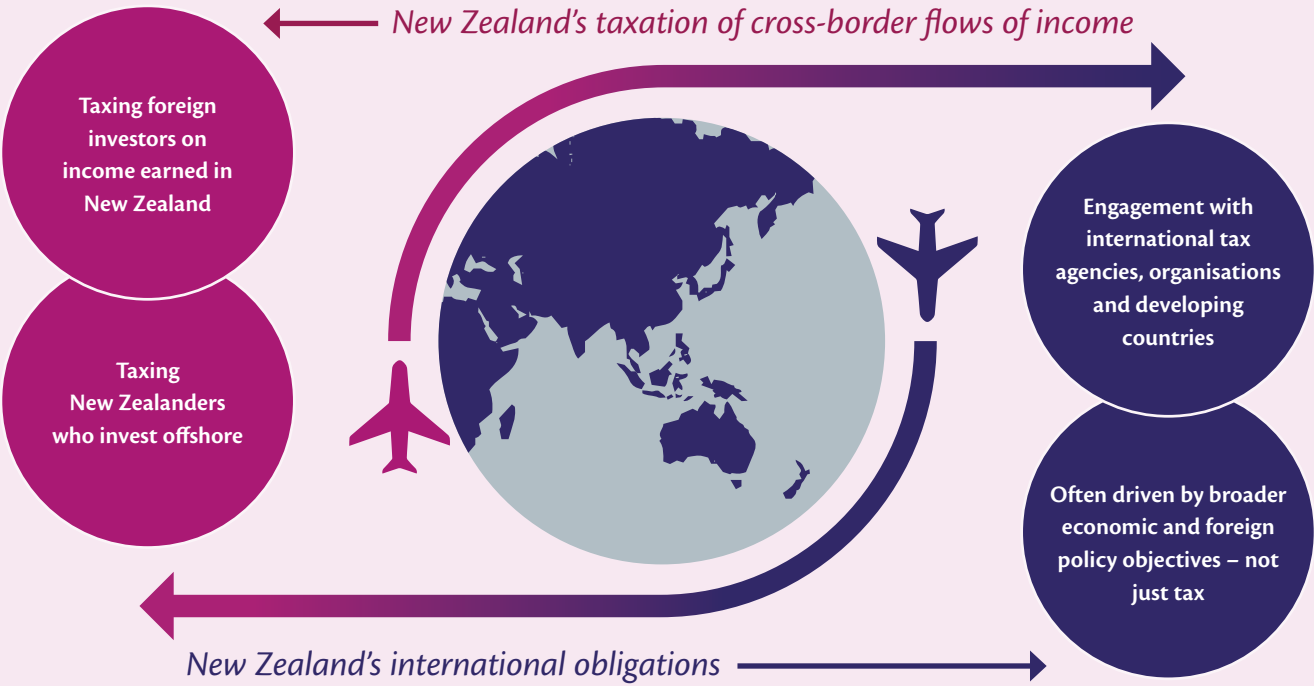 New Zealand’s taxation of cross-border flows of income
Taxing foreign
investors on
income earned in
New Zealand
Taxing
New Zealanders
who invest offshore
Engagement with
international tax
agencies, organisations
and developing
countries
Often driven by broader
economic and foreign
policy objectives – not
just tax
New Zealand’s international obligations